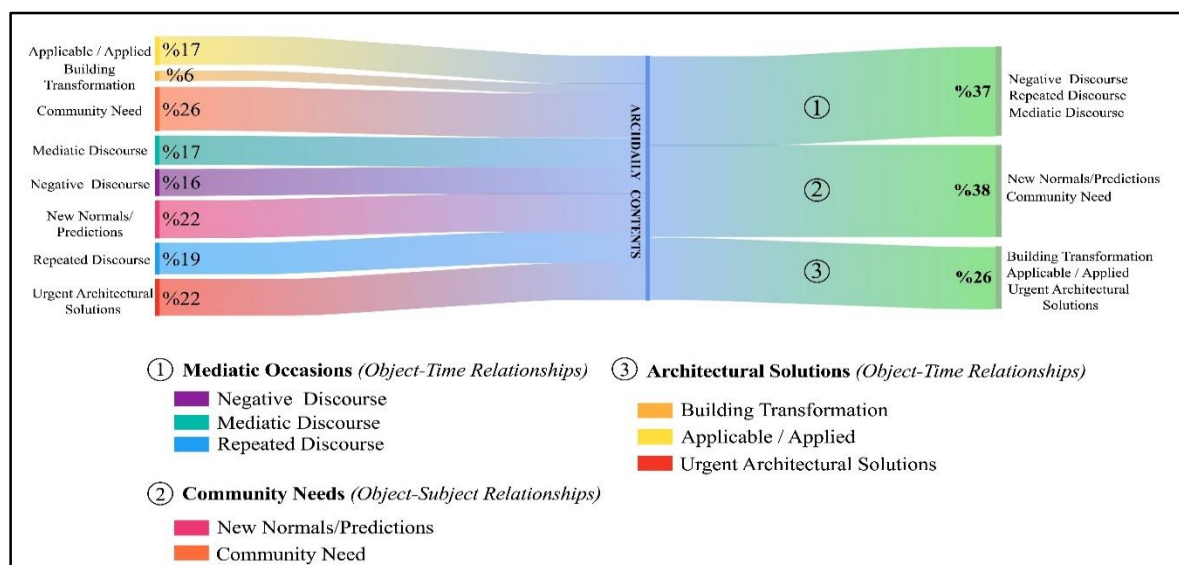 Applicable / Applied
%17
Building
Transformation
%6
Community Need
%26
Mediatic Discourse
%17
Negative Discourse
%16
New Normals/
Predictions
%22
Repeated Discourse
%19
Urgent Architectural
Solutions
%22
ARCHDAILY CONTENTS
1
%37
Negative Discourse
Repeated Discourse
Mediatic Discourse
2
%38
New Normals/Predictions
Community Need
3
%26
Building Transformation
Applicable / Applied
Urgent Architectural
Solutions
1 Mediatic Occasions (Object-Time Relationships)
Negative Discourse
Mediatic Discourse
Repeated Discourse
2 Community Needs (Object-Subject Relationships)
New Normals/Predictions
Community Need
3 Architectural Solutions (Object-Time Relationships)
Building Transformation
Applicable / Applied
Urgent Architectural Solutions